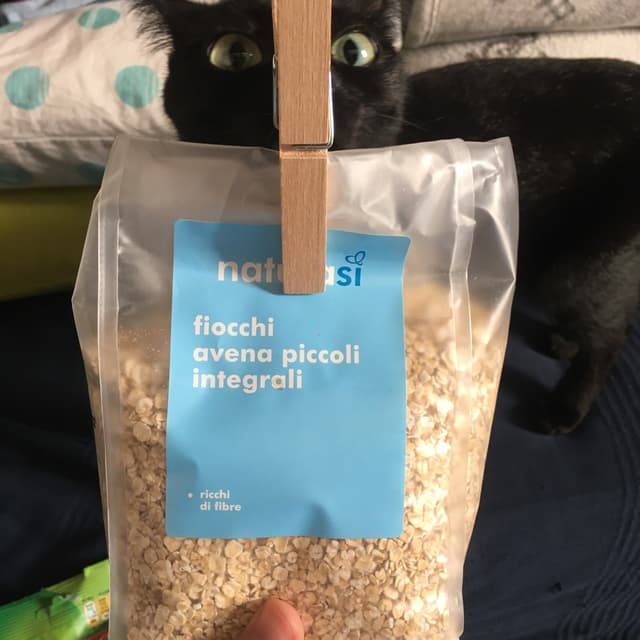 fiocchi
avena piccoli
integrali
• ricchi
di fibre